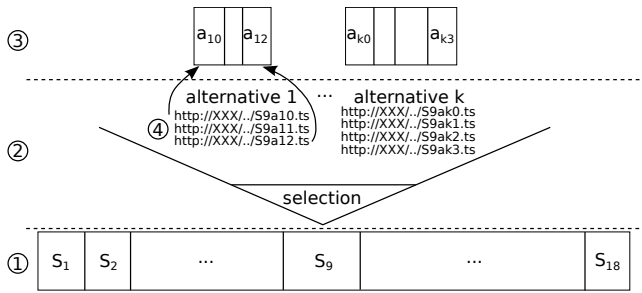 ③ a10 a12 ak0 ak3
alternative 1 ... alternative k
http://XXX/../S9a10.ts
http://XXX/../S9a11.ts
http://XXX/../S9a12.ts
④
http://XXX/../S9ak0.ts
http://XXX/../S9ak1.ts
http://XXX/../S9ak2.ts
http://XXX/../S9ak3.ts
②
selection
① S1 S2 ... S9 ... S18